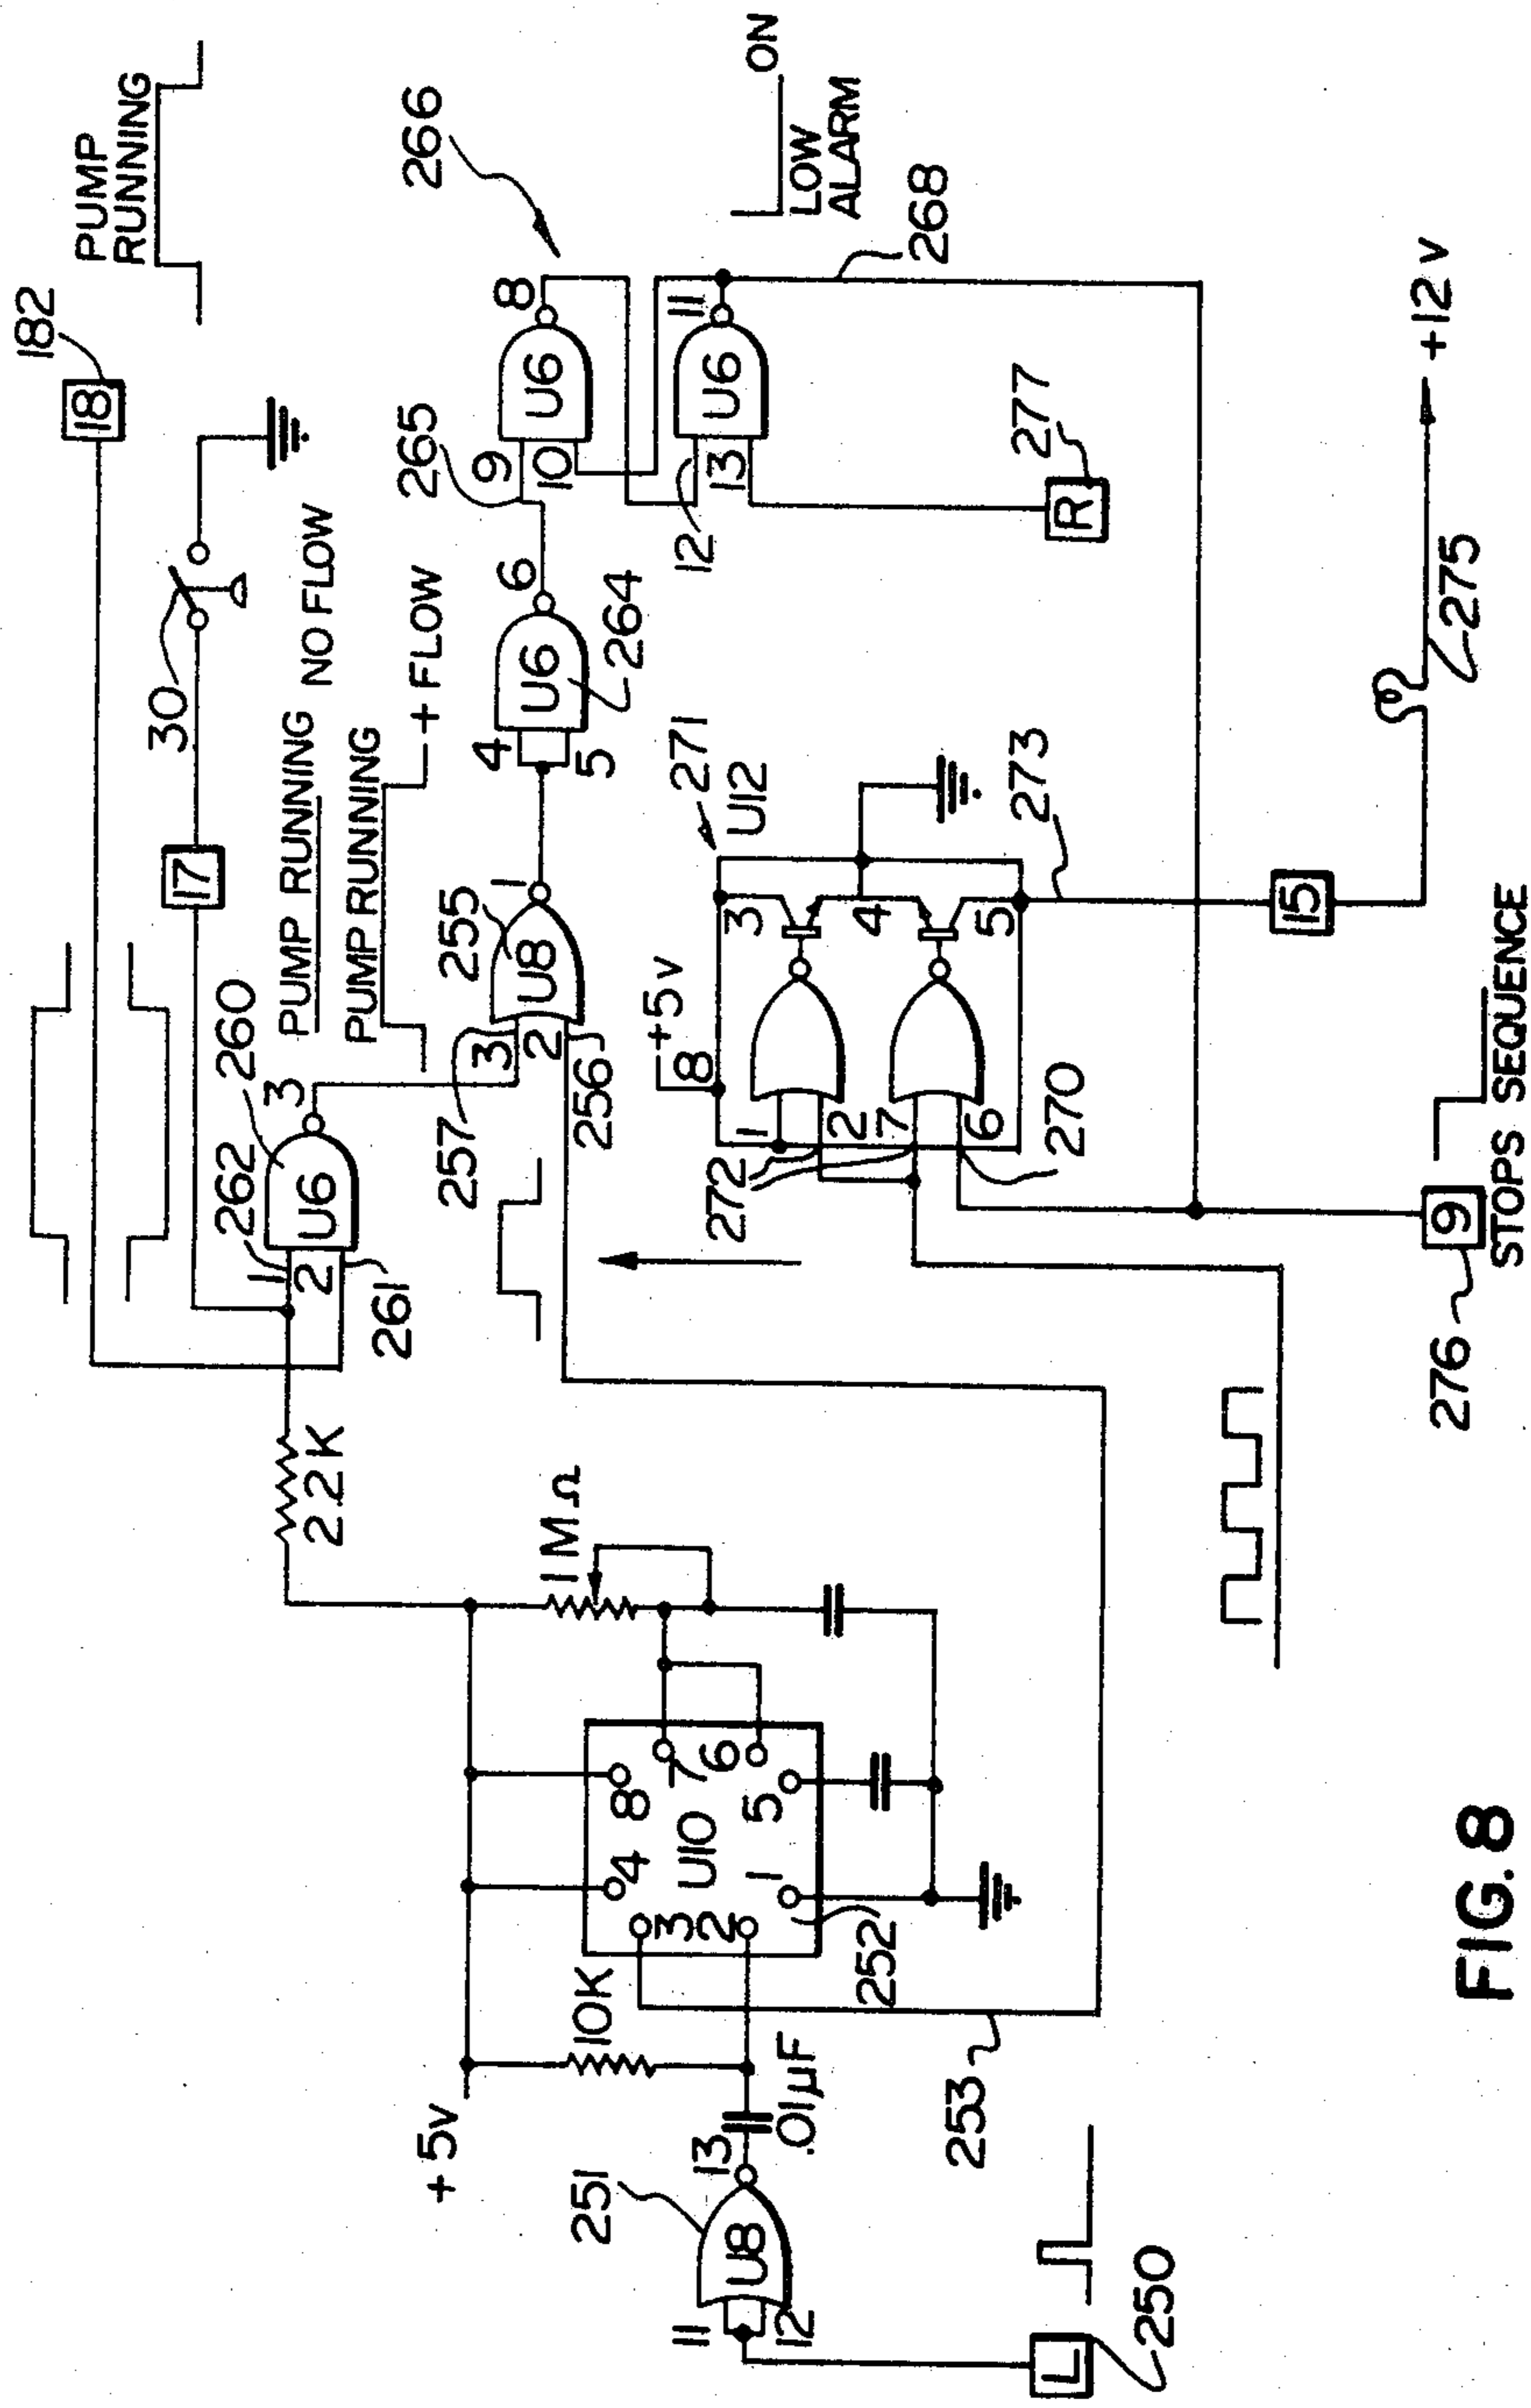 PUMP
RUNNING
182
18
30
17
PUMP RUNNING NO FLOW
PUMP RUNNING + FLOW
260
262
1
2
3
U6
261
2.2K
266
265
8
9
10
U6
11
12
13
U6
6
4
5
U6
264
255
1
U8
3
2
257
256
ON
LOW
ALARM
268
R
277
271
U12
+5V
8
3
4
5
1
2
7
6
272
270
273
15
275
+12V
9
276
STOPS SEQUENCE
1MΩ
+5V
10K
8
4
7
6
5
U10
3
2
1
252
253
.01µF
13
251
U8
11
12
L
250
FIG. 8